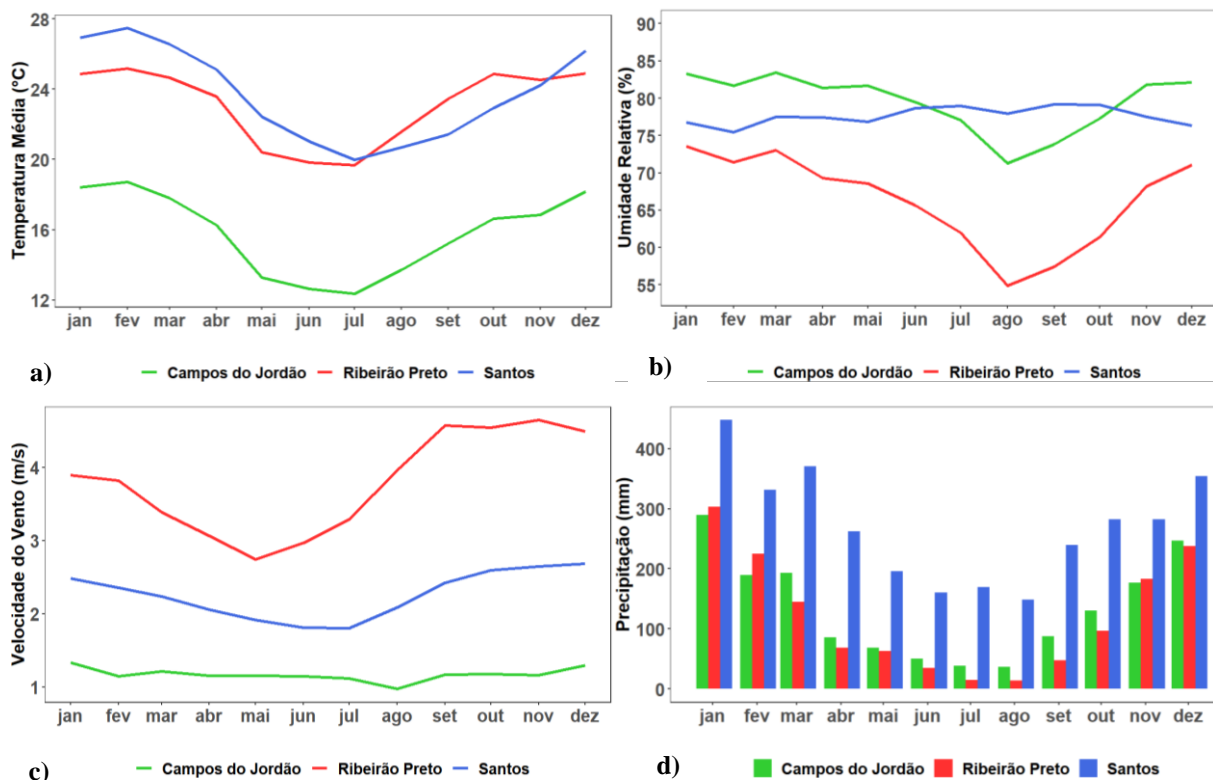 Temperatura Média (°C)
28
24
20
16
12
jan fev mar abr mai jun jul ago set out nov dez
a)
Campos do Jordão Ribeirão Preto Santos
Umidade Relativa (%)
90
85
80
75
70
65
60
55
jan fev mar abr mai jun jul ago set out nov dez
b)
Campos do Jordão Ribeirão Preto Santos
Velocidade do Vento (m/s)
4
3
2
1
jan fev mar abr mai jun jul ago set out nov dez
c)
Campos do Jordão Ribeirão Preto Santos
Precipitação (mm)
400
300
200
100
0
jan fev mar abr mai jun jul ago set out nov dez
d)
Campos do Jordão Ribeirão Preto Santos